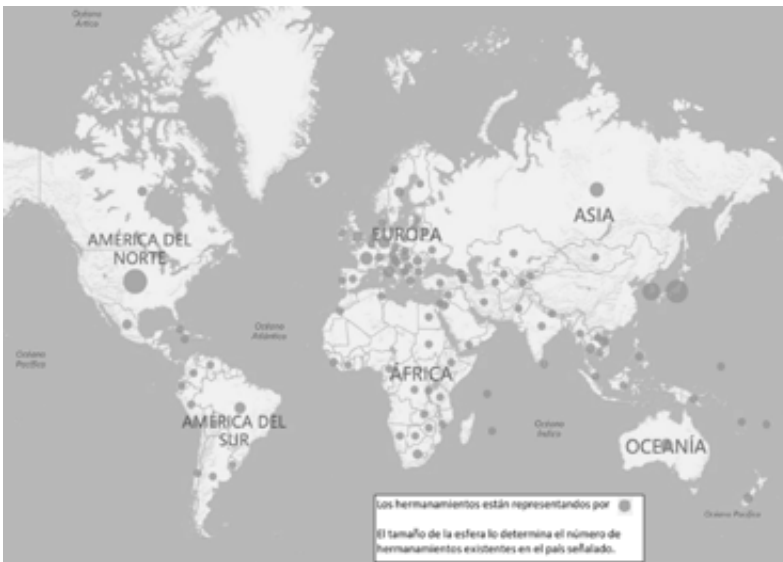 Océano
Ártico
AMÉRICA DEL
NORTE
EUROPA
ASIA
Océano
Atlántico
Océano
Pacífico
ÁFRICA
AMÉRICA DEL
SUR
Océano
Índico
OCEANÍA
Océano Pacífico
Los hermanamientos están representandos por
El tamaño de la esfera lo determina el número de
hermanamientos existentes en el país señalado.